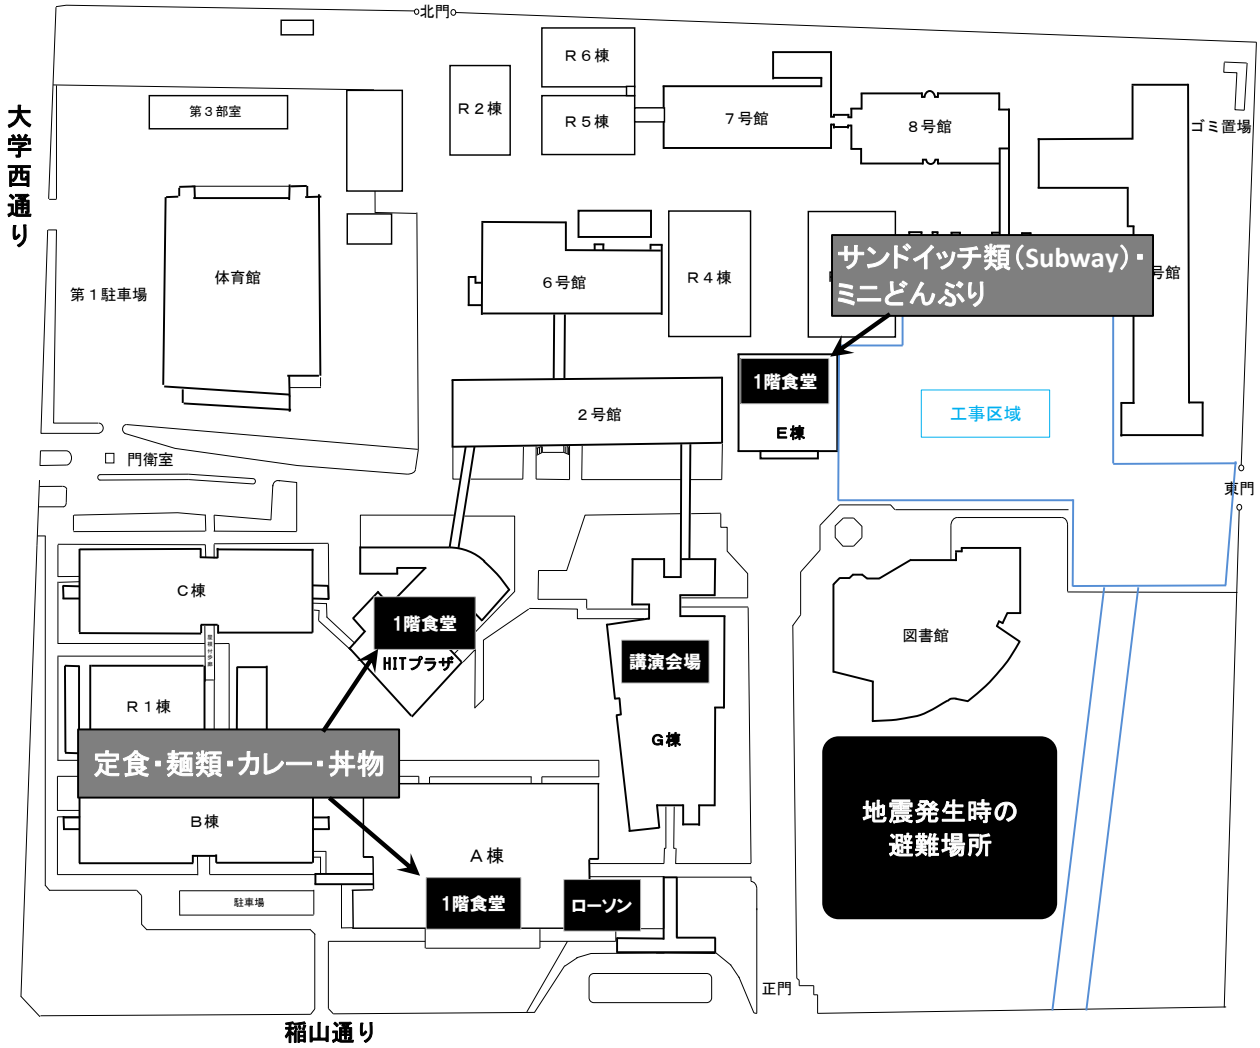 北門
大学西通り
第３部室
Ｒ２棟
Ｒ６棟
Ｒ５棟
７号館
８号館
ゴミ置場
体育館
第１駐車場
６号館
Ｒ４棟
サンドイッチ類（Subway）・
ミニどんぶり
号館
1階食堂
Ｅ棟
２号館
工事区域
門衛室
東門
Ｃ棟
1階食堂
HITプラザ
講演会場
Ｇ棟
図書館
Ｒ１棟
定食・麺類・カレー・丼物
Ｂ棟
Ａ棟
地震発生時の
避難場所
1階食堂
ローソン
駐車場
正門
稲山通り